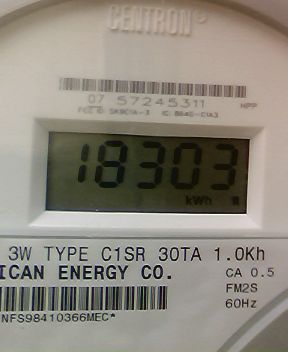 CENTRON®
07 57245311 HPP
18303
kWh
3W TYPE C1SR 30TA 1.0Kh
ICAN ENERGY CO. CA 0.5
FM2S
60Hz
NFS98410366MEC*